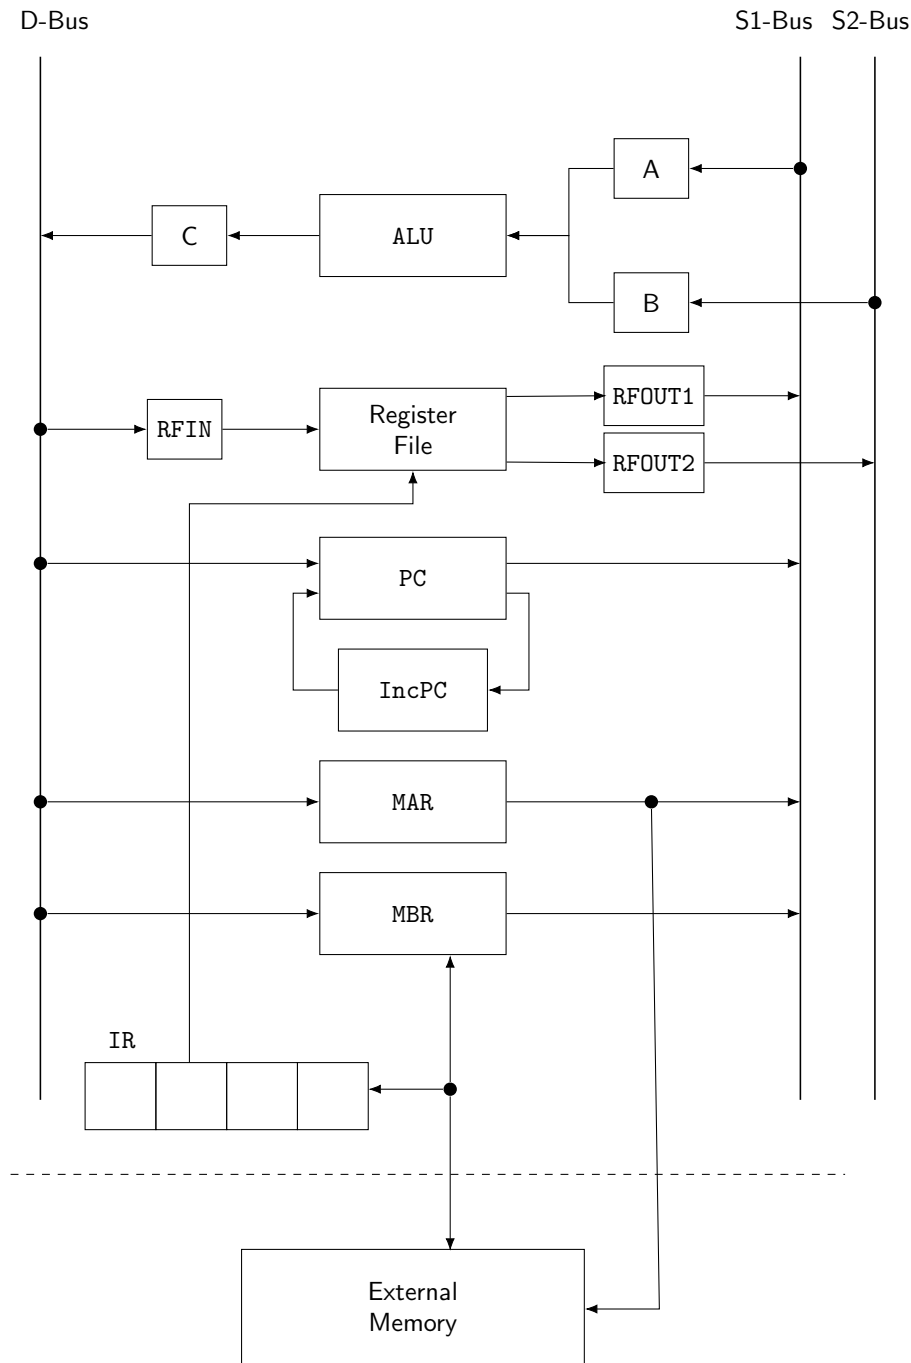 D-Bus
S1-Bus
S2-Bus
A
C
ALU
B
RFIN
Register
File
RFOUT1
RFOUT2
PC
IncPC
MAR
MBR
IR
External
Memory